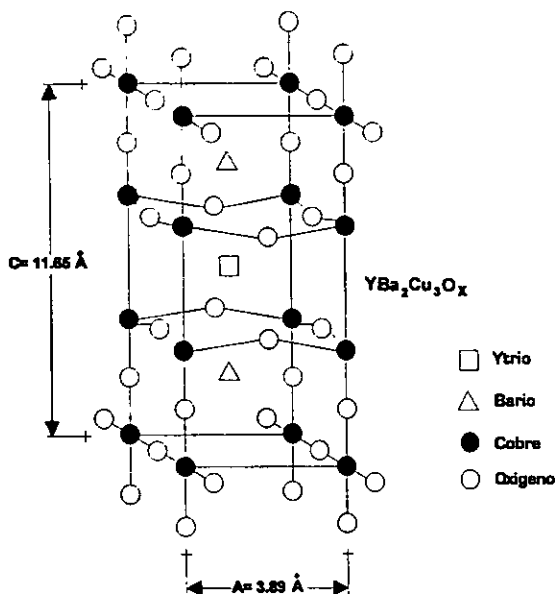 C= 11.65 Å
YBa₂Cu₃Oₓ
Ytrio
Bario
Cobre
Oxigeno
A= 3.89 Å